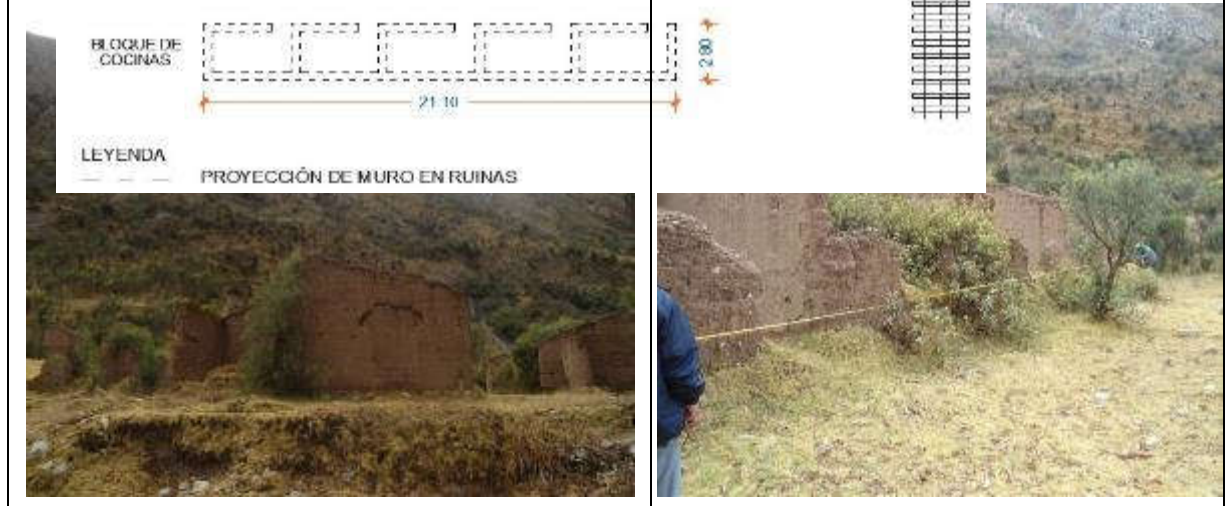 BLOQUE DE
COCINAS
2.80
21.10
LEYENDA
PROYECCIÓN DE MURO EN RUINAS